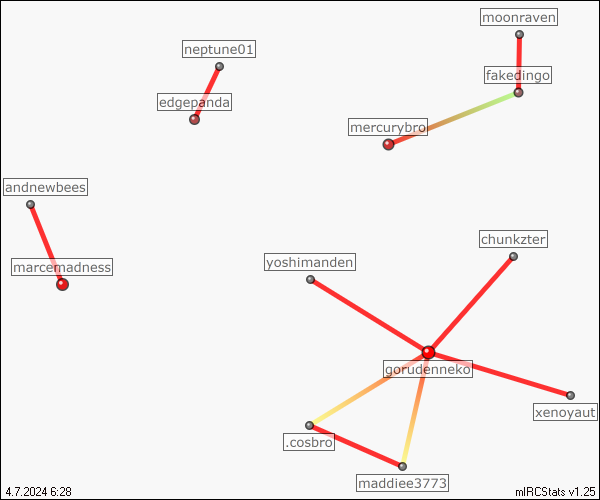 moonraven
neptune01
fakedingo
edgepanda
mercurybro
andnewbees
chunkzter
yoshimanden
marcemadness
gorudenneko
xenoyaut
.cosbro
maddiee3773
4.7.2024 6:28
mIRCStats v1.25